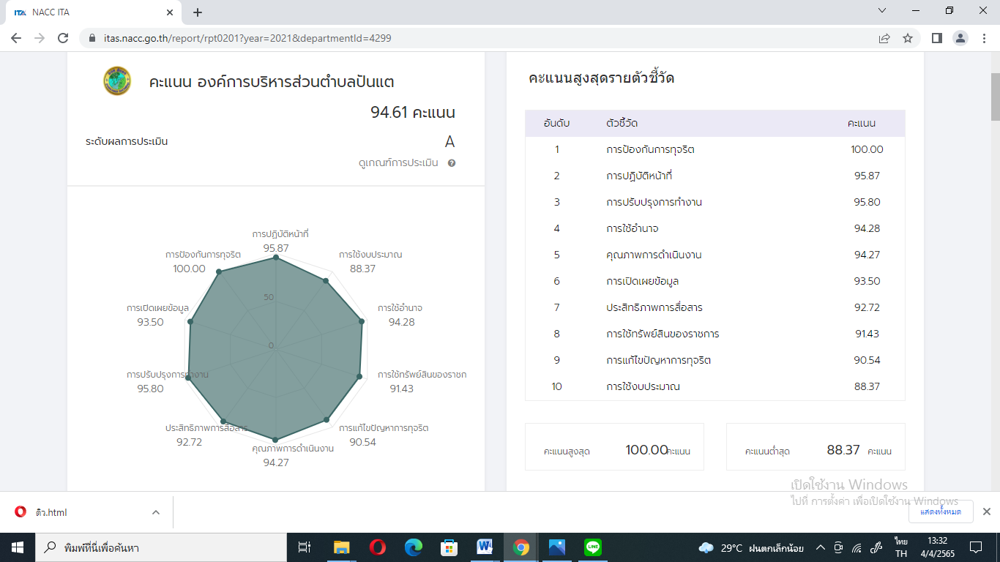 NACC ITA
itas.nacc.go.th/report/rpt0201?year=2021&departmentId=4299
คะแนน องค์การบริหารส่วนตำบลปันแต
94.61 คะแนน
ระดับผลการประเมิน
A
ดูเกณฑ์การประเมิน
การปฏิบัติหน้าที่
95.87
การป้องกันการทุจริต
100.00
การใช้งบประมาณ
88.37
50
การเปิดเผยข้อมูล
93.50
การใช้อำนาจ
94.28
0
การปรับปรุงการทำงาน
95.80
การใช้ทรัพย์สินของราชก
91.43
ประสิทธิภาพการสื่อสาร
92.72
การแก้ไขปัญหาการทุจริต
90.54
คุณภาพการดำเนินงาน
94.27
คะแนนสูงสุดรายตัวชี้วัด
อันดับ ตัวชี้วัด คะแนน
1 การป้องกันการทุจริต 100.00
2 การปฏิบัติหน้าที่ 95.87
3 การปรับปรุงการทำงาน 95.80
4 การใช้อำนาจ 94.28
5 คุณภาพการดำเนินงาน 94.27
6 การเปิดเผยข้อมูล 93.50
7 ประสิทธิภาพการสื่อสาร 92.72
8 การใช้ทรัพย์สินของราชการ 91.43
9 การแก้ไขปัญหาการทุจริต 90.54
10 การใช้งบประมาณ 88.37
คะแนนสูงสุด 100.00 คะแนน
คะแนนต่ำสุด 88.37 คะแนน
เปิดใช้งาน Windows
ไปที่ การตั้งค่า เพื่อเปิดใช้งาน Windows
ดิว.html
แสดงทั้งหมด
พิมพ์ที่นี่เพื่อค้นหา
29°C ฝนตกเล็กน้อย
ไทย
TH
13:32
4/4/2565